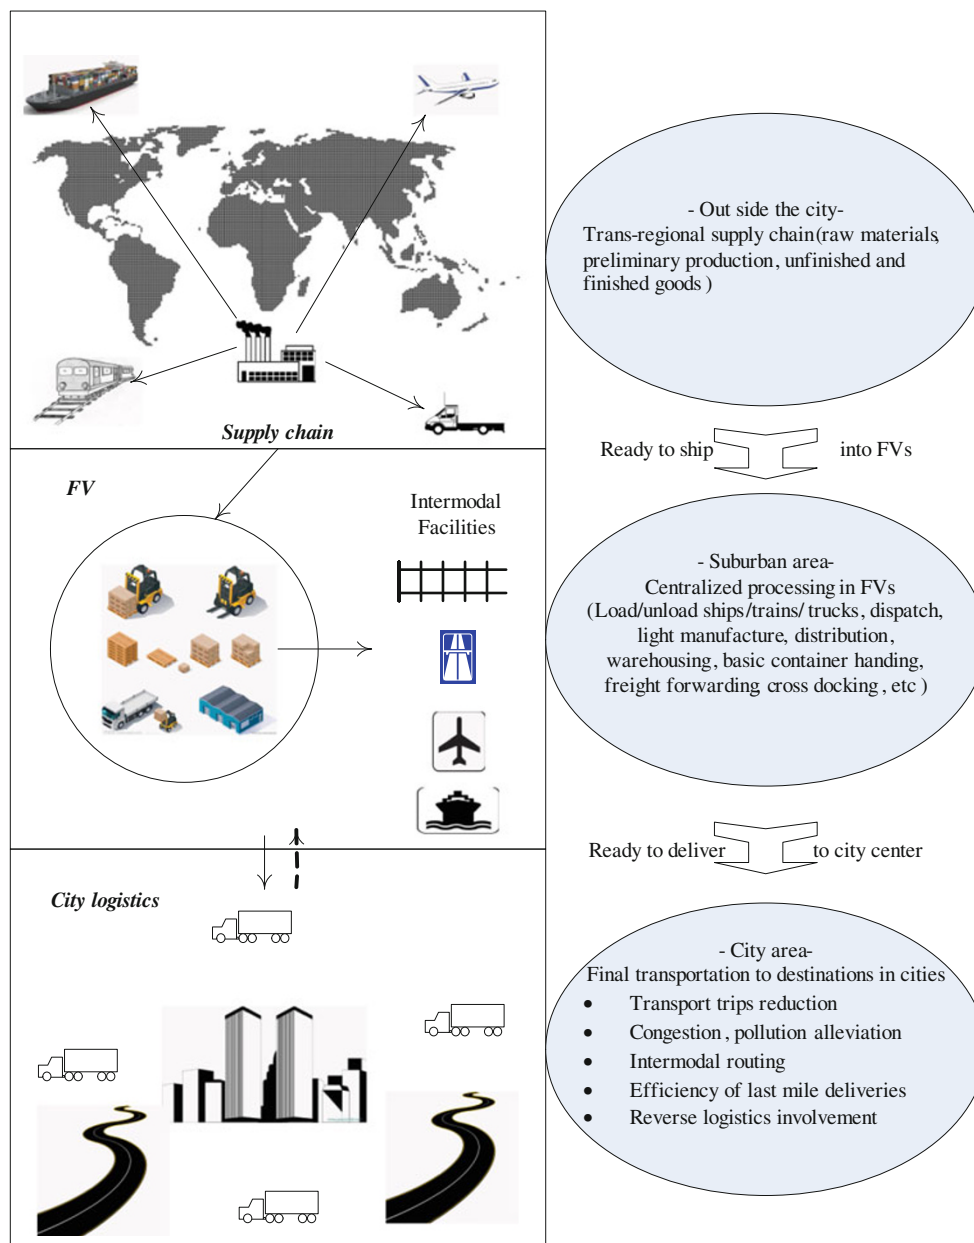 - Out side the city-
Trans-regional supply chain(raw materials,
preliminary production, unfinished and
finished goods )
Supply chain
Ready to ship
into FVs
FV
Intermodal
Facilities
- Suburban area-
Centralized processing in FVs
(Load/unload ships/trains/ trucks, dispatch,
light manufacture, distribution,
warehousing, basic container handing,
freight forwarding cross docking , etc )
Ready to deliver
to city center
City logistics
- City area-
Final transportation to destinations in cities
• Transport trips reduction
• Congestion , pollution alleviation
• Intermodal routing
• Efficiency of last mile deliveries
• Reverse logistics involvement